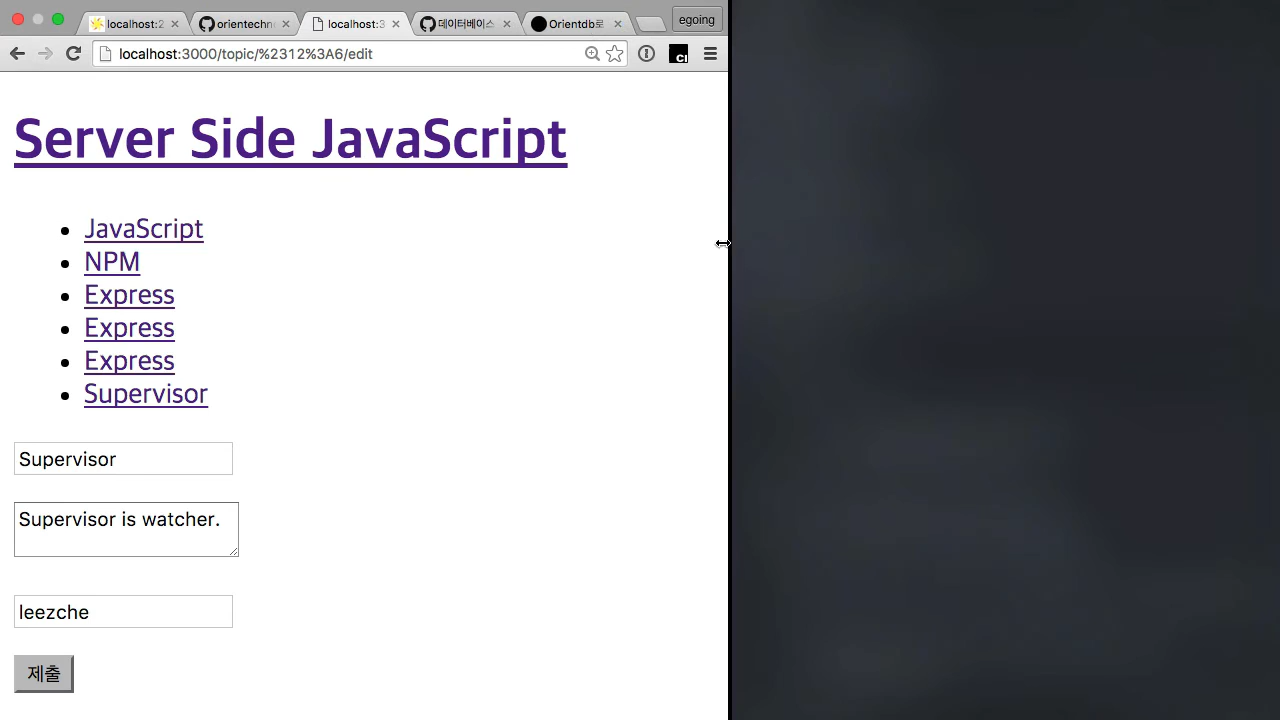 localhost:2
orientechn
localhost:3
데이터베이스
Orientdb로
egoing
localhost:3000/topic/%2312%3A6/edit
Server Side JavaScript
JavaScript
NPM
Express
Express
Express
Supervisor
Supervisor
Supervisor is watcher.
leezche
제출